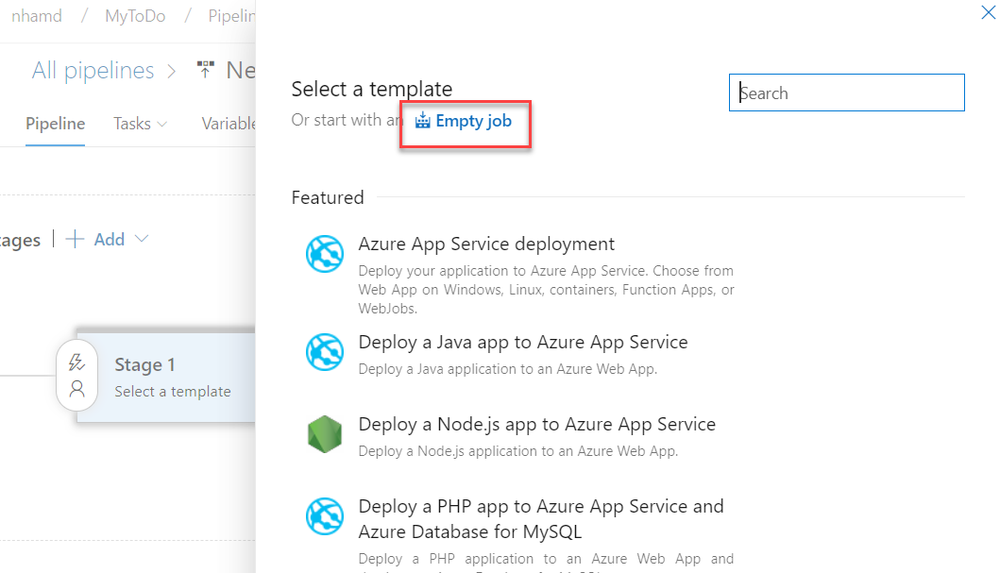 nhamd / MyToDo / Pipelin
All pipelines > Ne
Pipeline Tasks Variable
tages | + Add
Stage 1
Select a template
Select a template
Or start with an Empty job
Search
Featured
Azure App Service deployment
Deploy your application to Azure App Service. Choose from
Web App on Windows, Linux, containers, Function Apps, or
WebJobs.
Deploy a Java app to Azure App Service
Deploy a Java application to an Azure Web App.
Deploy a Node.js app to Azure App Service
Deploy a Node.js application to an Azure Web App.
Deploy a PHP app to Azure App Service and
Azure Database for MySQL
Deploy a PHP application to an Azure Web App and